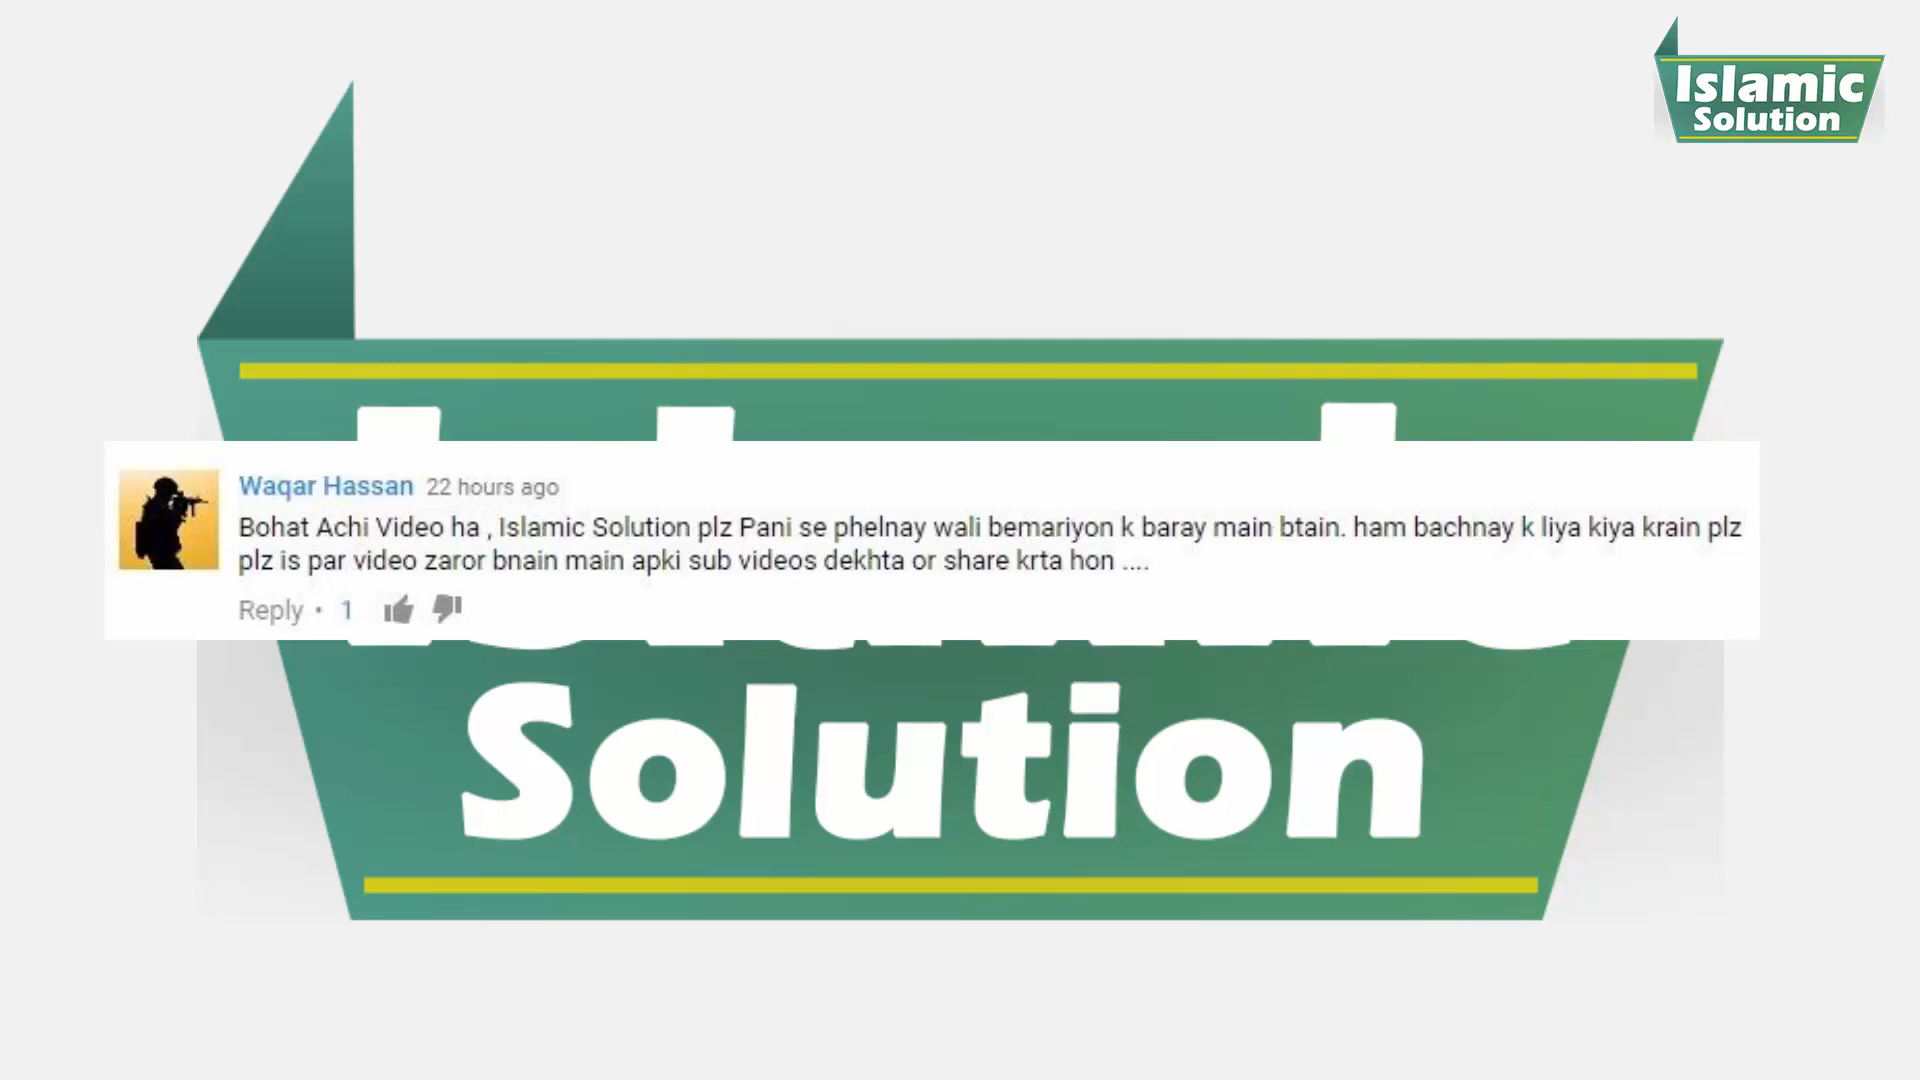 Islamic
Solution
Waqar Hassan 22 hours ago
Bohat Achi Video ha , Islamic Solution plz Pani se phelnay wali bemariyon k baray main btain. ham bachnay k liya kiya krain plz
plz is par video zaror bnain main apki sub videos dekhta or share krta hon ....
Reply • 1
Solution